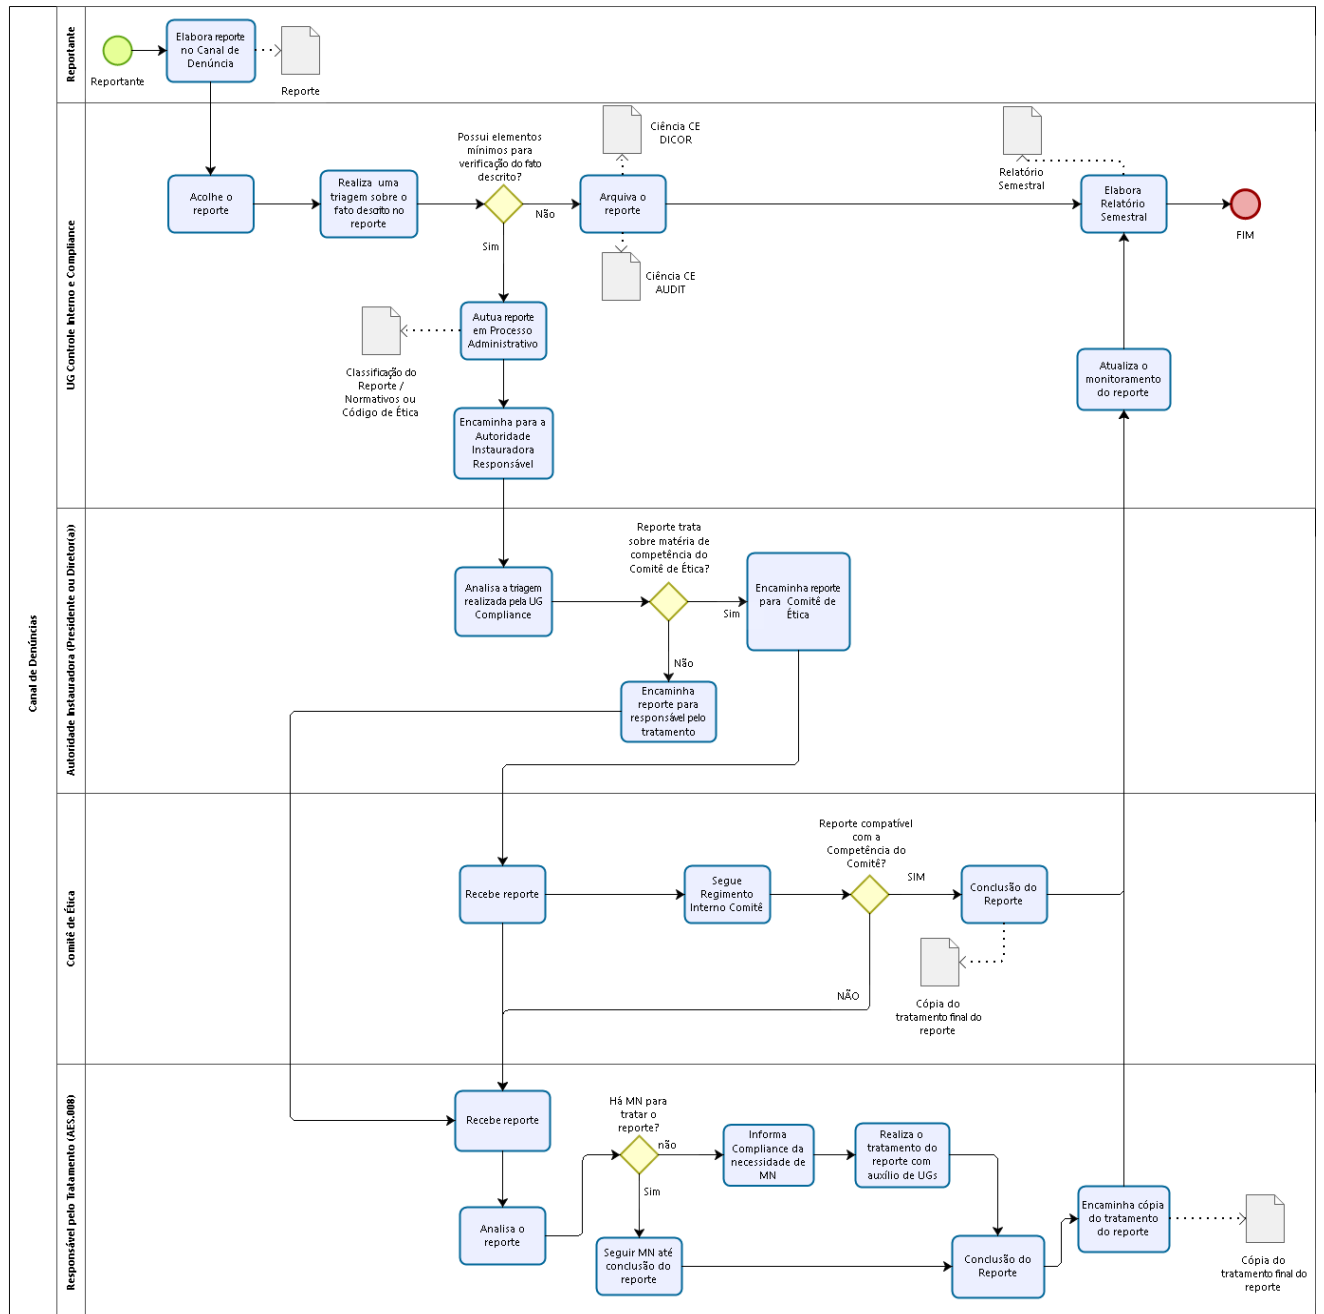 Canal de Denúncias
Reportante
Reportante
Elabora reporte
no Canal de
Denúncia
Reporte
UG Controle Interno e Compliance
Acolhe o
reporte
Realiza uma
triagem sobre o
fato descrito no
reporte
Possui elementos
mínimos para
verificação do fato
descrito?
Não
Sim
Ciência CE
DICOR
Arquiva o
reporte
Ciência CE
AUDIT
Relatório
Semestral
Elabora
Relatório
Semestral
FIM
Autua reporte
em Processo
Administrativo
Classificação do
Reporte /
Normativos ou
Código de Ética
Atualiza o
monitoramento
do reporte
Encaminha para a
Autoridade
Instauradora
Responsável
Autoridade Instauradora (Presidente ou Diretor(a))
Analisa a triagem
realizada pela UG
Compliance
Reporte trata
sobre matéria de
competência do
Comitê de Ética?
Sim
Não
Encaminha reporte
para Comitê de
Ética
Encaminha
reporte para
responsável pelo
tratamento
Comitê de Ética
Recebe reporte
Segue
Regimento
Interno Comitê
Reporte compatível
com a
Competência do
Comitê?
SIM
NÃO
Conclusão do
Reporte
Cópia do
tratamento final do
reporte
Responsável pelo Tratamento (AES.008)
Recebe reporte
Analisa o
reporte
Há MN para
tratar o
reporte?
não
Sim
Informa
Compliance da
necessidade de
MN
Realiza o
tratamento do
reporte com
auxílio de UGs
Seguir MN até
conclusão do
reporte
Conclusão do
Reporte
Encaminha cópia
do tratamento
do reporte
Cópia do
tratamento final do
reporte